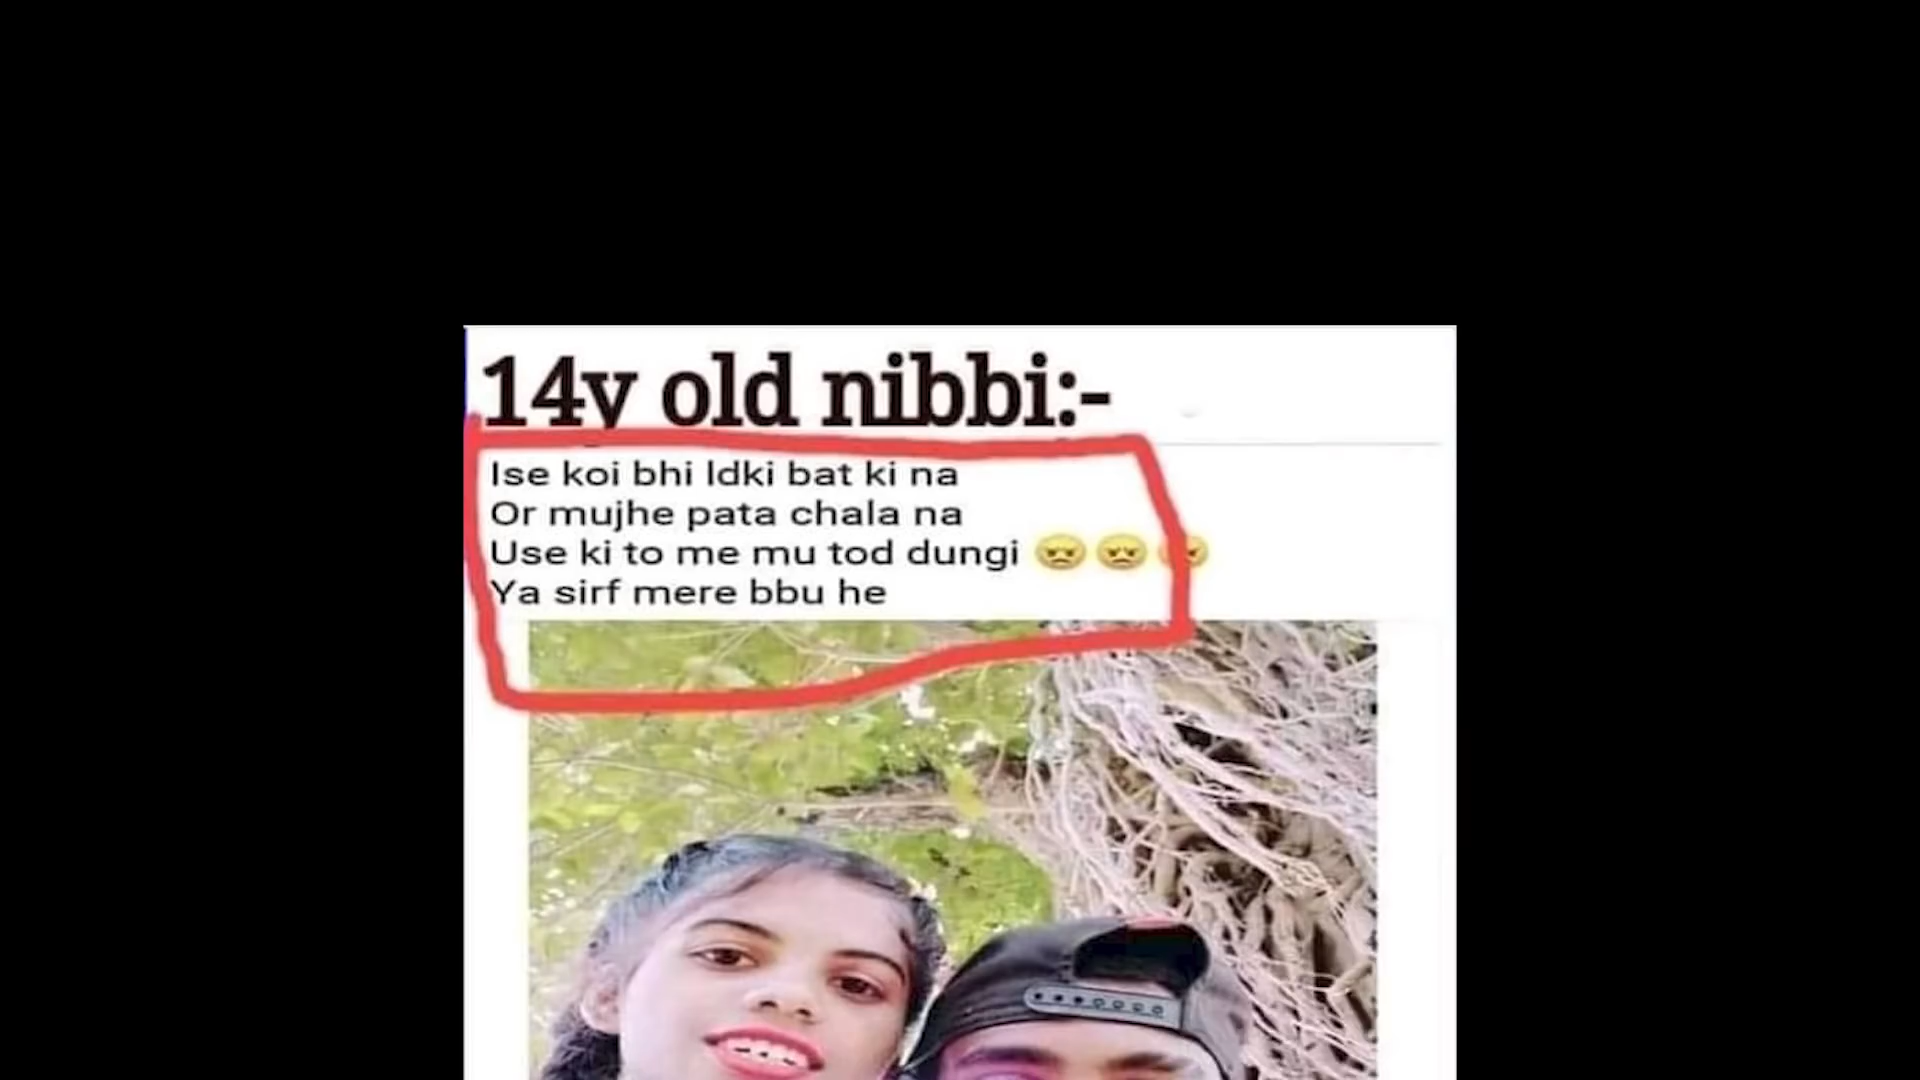 14y old nibbi:-
Ise koi bhi ldki bat ki na
Or mujhe pata chala na
Use ki to me mu tod dungi 😠😠😠
Ya sirf mere bbu he